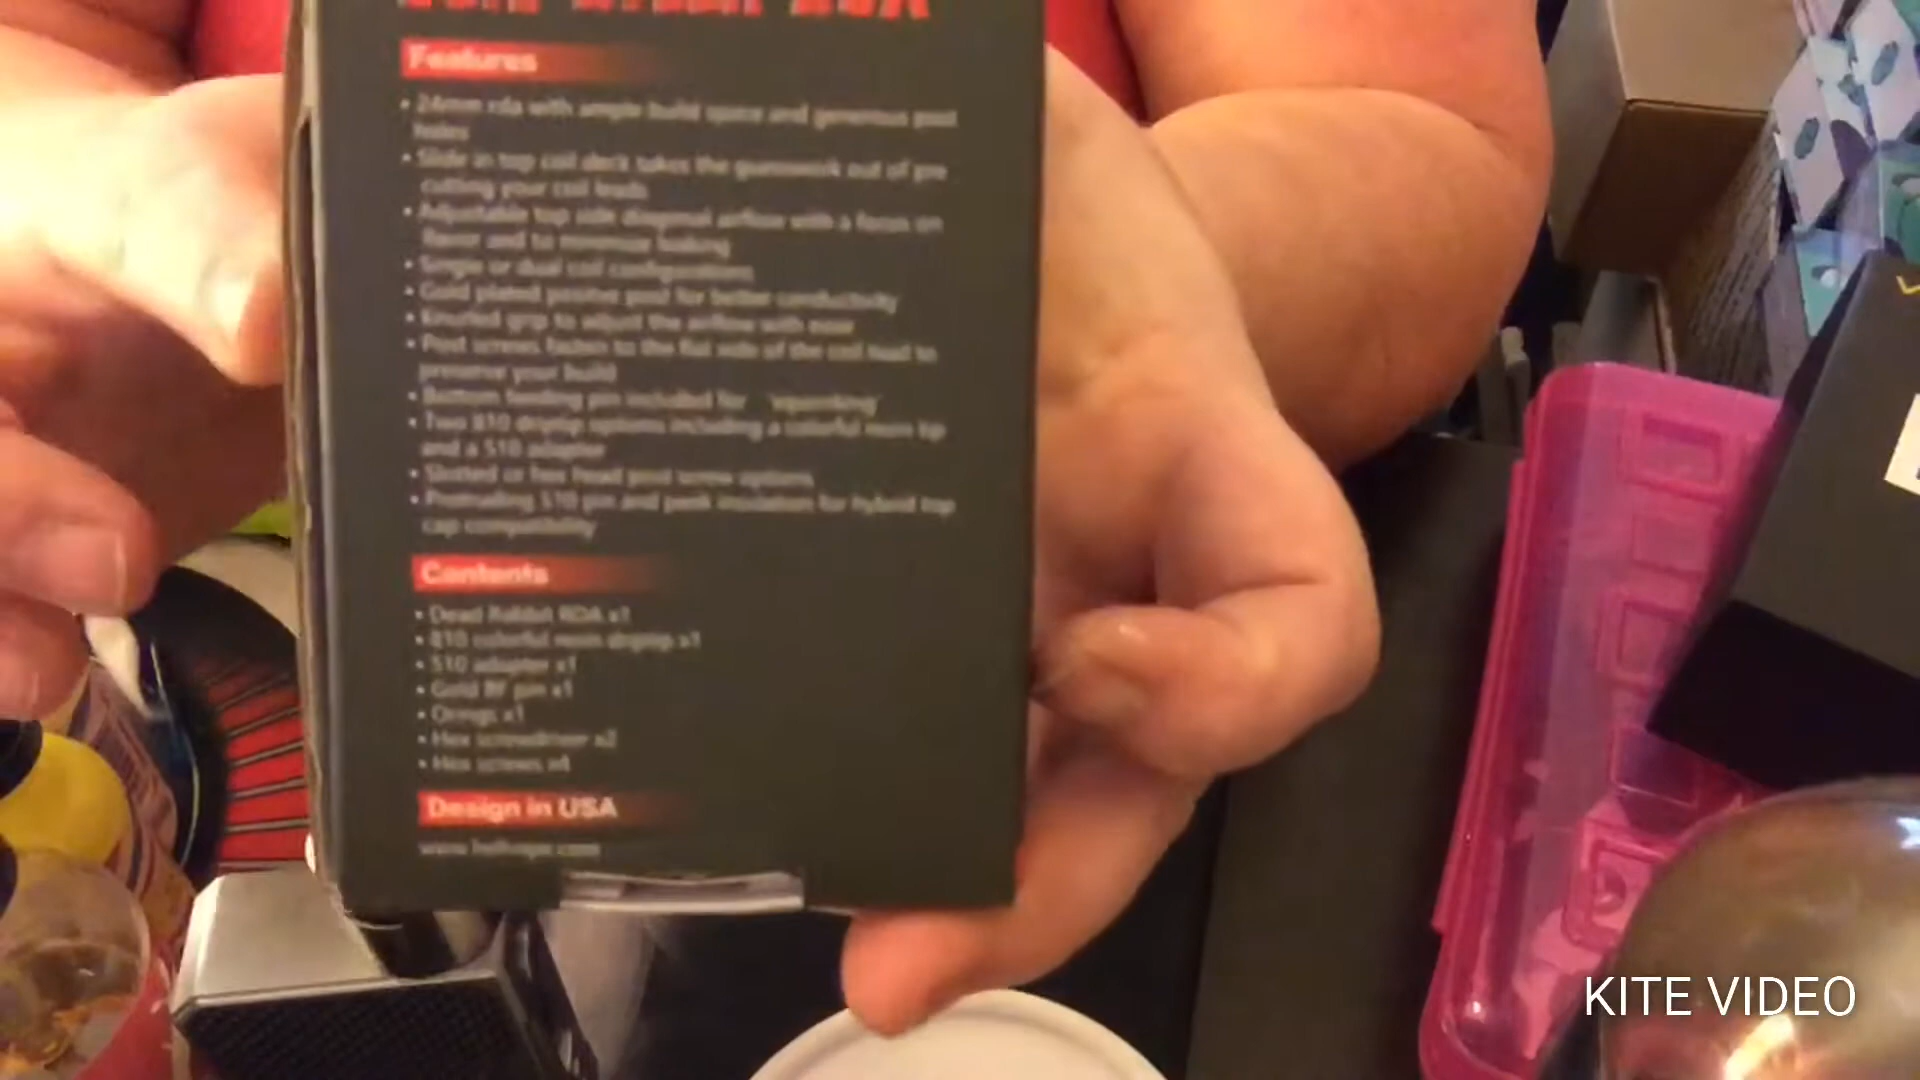 Features
• 24mm rda with ample build space and generous post
holes
• Slide in top coil deck takes the guesswork out of pre
cutting your coil leads
• Adjustable top side diagonal airflow with a focus on
flavor and to minimize leaking
• Single or dual coil configurations
• Gold plated positive post for better conductivity
• Knurled grip to adjust the airflow with ease
• Post screws fasten to the flat side of the coil lead to
preserve your build
• Bottom feeding pin included for "squonking"
• Two 810 driptip options including a colorful resin tip
and a 510 adapter
• Slotted or hex head post screw options
• Protruding 510 pin and peek insulation for hybrid top
cap compatibility
Contents
• Dead Rabbit RDA x1
• 810 colorful resin driptip x1
• 510 adapter x1
• Gold BF pin x1
• Orings x1
• Hex screwdriver x2
• Hex screws x4
Design in USA
www.hellvape.com
KITE VIDEO